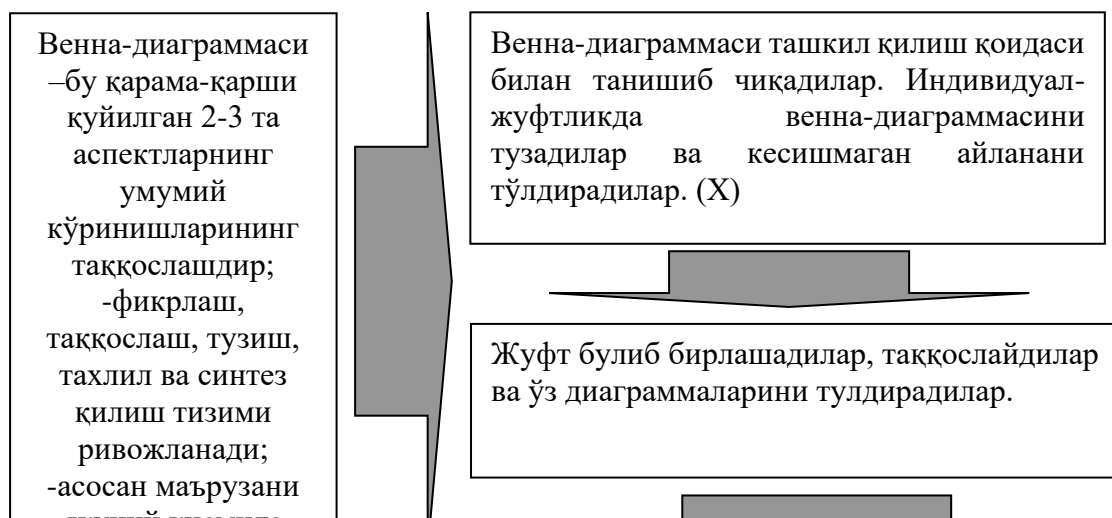 Венна-диаграммаси
–бу қарама-қарши
қуйилган 2-3 та
аспектларнинг
умумий
кўринишларининг
таққослашдир;
-фикрлаш,
таққослаш, тузиш,
тахлил ва синтез
қилиш тизими
ривожланади;
-асосан маърузани
Венна-диаграммаси ташкил қилиш қоидаси
билан танишиб чиқадилар. Индивидуал-
жуфтликда венна-диаграммасини
тузадилар ва кесишмаган айланани
тўлдирадилар. (X)
Жуфт булиб бирлашадилар, таққослайдилар
ва ўз диаграммаларини тулдирадилар.